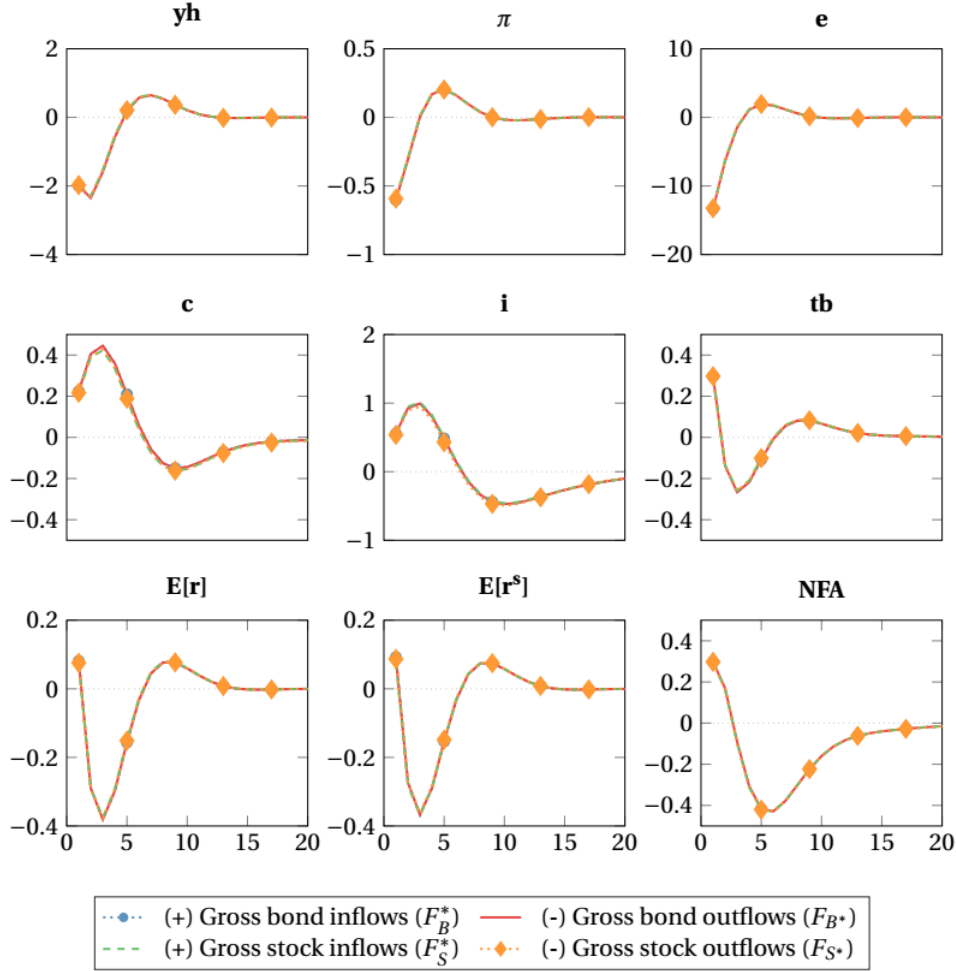 yh π e
2 0.5 10
0 0 0
−2 −0.5 −10
−4 −1 −20
c i tb
0.4 2 0.4
0.2 1 0.2
0 0 0
−0.2 −0.2
−0.4 −1 −0.4
E[r] E[rˢ] NFA
0.2 0.2 0.4
0 0 0.2
−0.2 −0.2 0
−0.4 −0.4 −0.2
−0.4
0 5 10 15 20 0 5 10 15 20 0 5 10 15 20
(+) Gross bond inflows (F*_B) (-) Gross bond outflows (F_B*)
(+) Gross stock inflows (F*_S) (-) Gross stock outflows (F_S*)